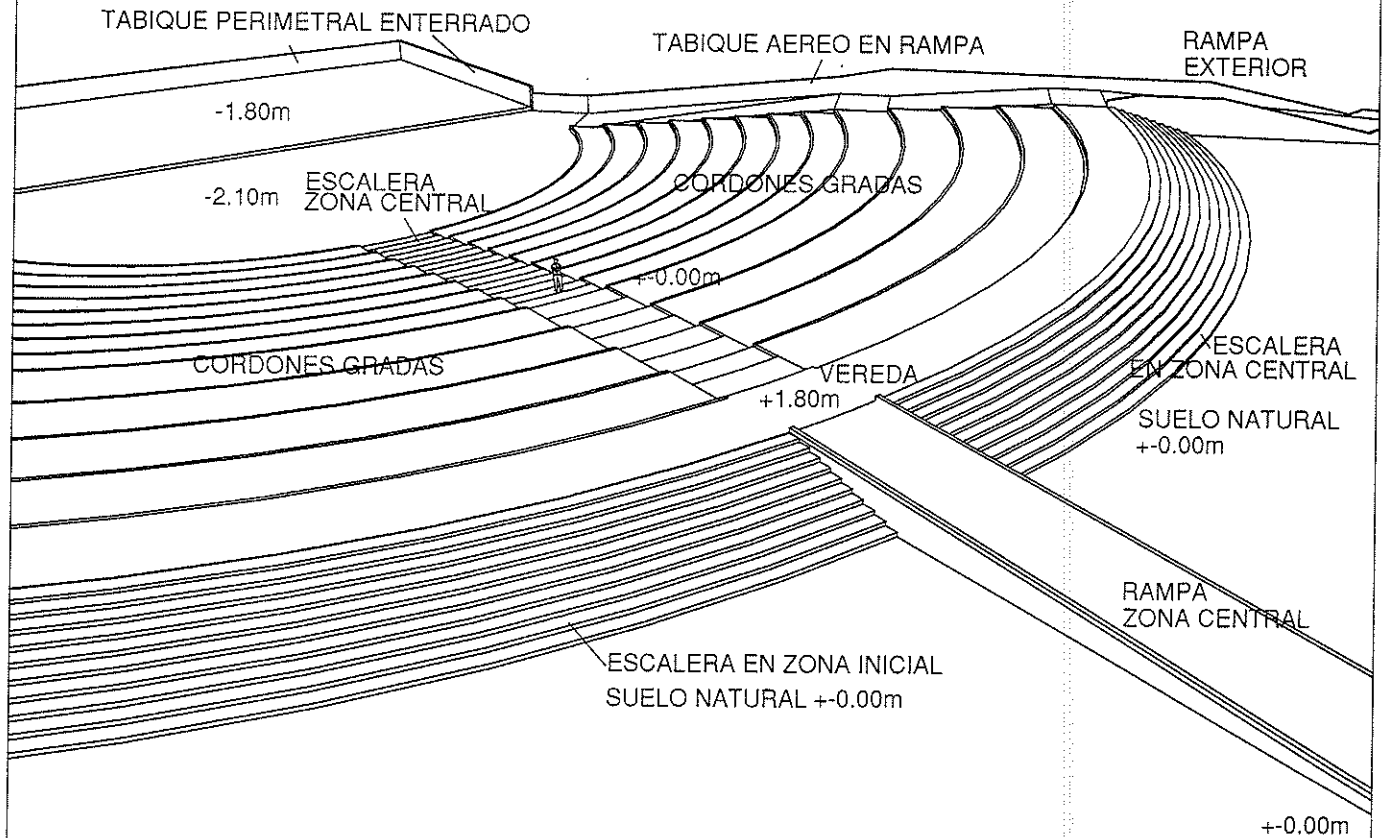 TABIQUE PERIMETRAL ENTERRADO
TABIQUE AEREO EN RAMPA
RAMPA
EXTERIOR
-1.80m
-2.10m
ESCALERA
ZONA CENTRAL
CORDONES GRADAS
+-0.00m
CORDONES GRADAS
VEREDA
+1.80m
ESCALERA
EN ZONA CENTRAL
SUELO NATURAL
+-0.00m
RAMPA
ZONA CENTRAL
ESCALERA EN ZONA INICIAL
SUELO NATURAL +-0.00m
+-0.00m